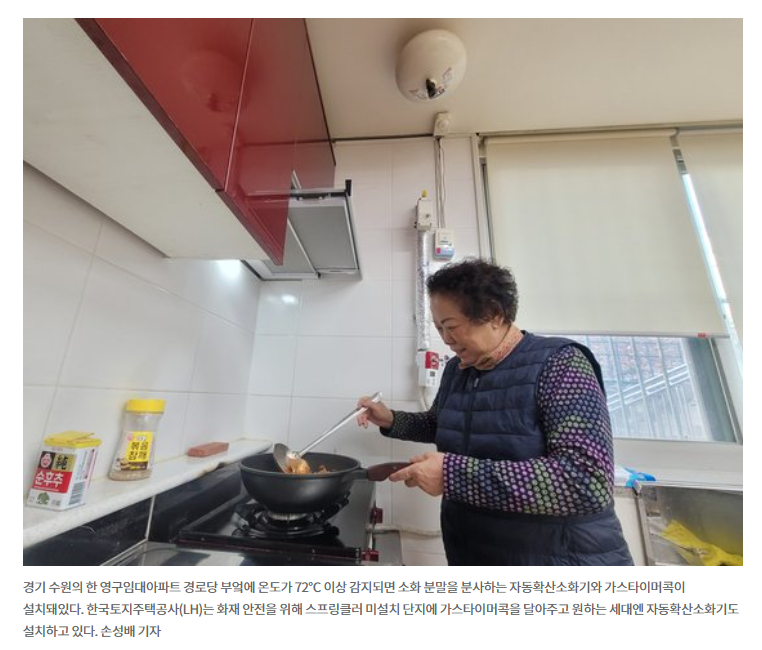 純
순후추
볶음
참깨
경기 수원의 한 영구임대아파트 경로당 부엌에 온도가 72℃ 이상 감지되면 소화 분말을 분사하는 자동확산소화기와 가스타이머콕이
설치돼있다. 한국토지주택공사(LH)는 화재 안전을 위해 스프링클러 미설치 단지에 가스타이머콕을 달아주고 원하는 세대엔 자동확산소화기도
설치하고 있다. 손성배 기자